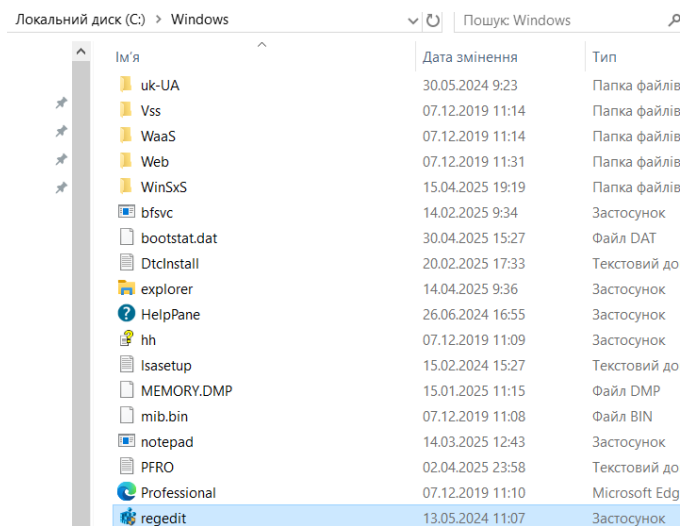 Локальний диск (C:) > Windows
Пошук: Windows
Ім'я Дата змінення Тип
uk-UA 30.05.2024 9:23 Папка файлів
Vss 07.12.2019 11:14 Папка файлів
WaaS 07.12.2019 11:14 Папка файлів
Web 07.12.2019 11:31 Папка файлів
WinSxS 15.04.2025 19:19 Папка файлів
bfsvc 14.02.2025 9:34 Застосунок
bootstat.dat 30.04.2025 15:27 Файл DAT
DtcInstall 20.02.2025 17:33 Текстовий до
explorer 14.04.2025 9:36 Застосунок
HelpPane 26.06.2024 16:55 Застосунок
hh 07.12.2019 11:09 Застосунок
lsasetup 15.02.2024 15:27 Текстовий до
MEMORY.DMP 15.01.2025 11:15 Файл DMP
mib.bin 07.12.2019 11:08 Файл BIN
notepad 14.03.2025 12:43 Застосунок
PFRO 02.04.2025 23:58 Текстовий до
Professional 07.12.2019 11:10 Microsoft Edg
regedit 13.05.2024 11:07 Застосунок